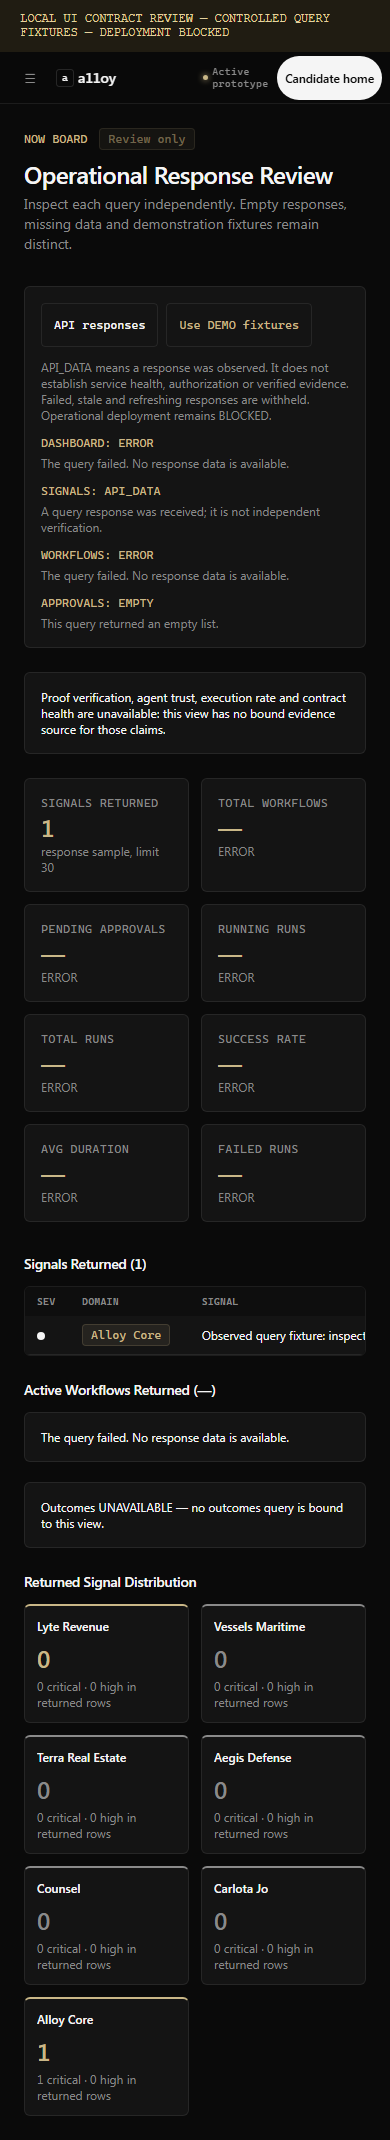 LOCAL UI CONTRACT REVIEW — CONTROLLED QUERY
FIXTURES — DEPLOYMENT BLOCKED
☰
a alloy
Active
prototype
Candidate home
NOW BOARD
Review only
Operational Response Review
Inspect each query independently. Empty responses,
missing data and demonstration fixtures remain
distinct.
API responses
Use DEMO fixtures
API_DATA means a response was observed. It does not
establish service health, authorization or verified evidence.
Failed, stale and refreshing responses are withheld.
Operational deployment remains BLOCKED.
DASHBOARD: ERROR
The query failed. No response data is available.
SIGNALS: API_DATA
A query response was received; it is not independent
verification.
WORKFLOWS: ERROR
The query failed. No response data is available.
APPROVALS: EMPTY
This query returned an empty list.
Proof verification, agent trust, execution rate and contract
health are unavailable: this view has no bound evidence
source for those claims.
SIGNALS RETURNED
1
response sample, limit
30
TOTAL WORKFLOWS
—
ERROR
PENDING APPROVALS
—
ERROR
RUNNING RUNS
—
ERROR
TOTAL RUNS
—
ERROR
SUCCESS RATE
—
ERROR
AVG DURATION
—
ERROR
FAILED RUNS
—
ERROR
Signals Returned (1)
SEV DOMAIN SIGNAL
Alloy Core Observed query fixture: inspect
Active Workflows Returned (—)
The query failed. No response data is available.
Outcomes UNAVAILABLE — no outcomes query is bound
to this view.
Returned Signal Distribution
Lyte Revenue
0
0 critical · 0 high in
returned rows
Vessels Maritime
0
0 critical · 0 high in
returned rows
Terra Real Estate
0
0 critical · 0 high in
returned rows
Aegis Defense
0
0 critical · 0 high in
returned rows
Counsel
0
0 critical · 0 high in
returned rows
Carlota Jo
0
0 critical · 0 high in
returned rows
Alloy Core
1
1 critical · 0 high in
returned rows